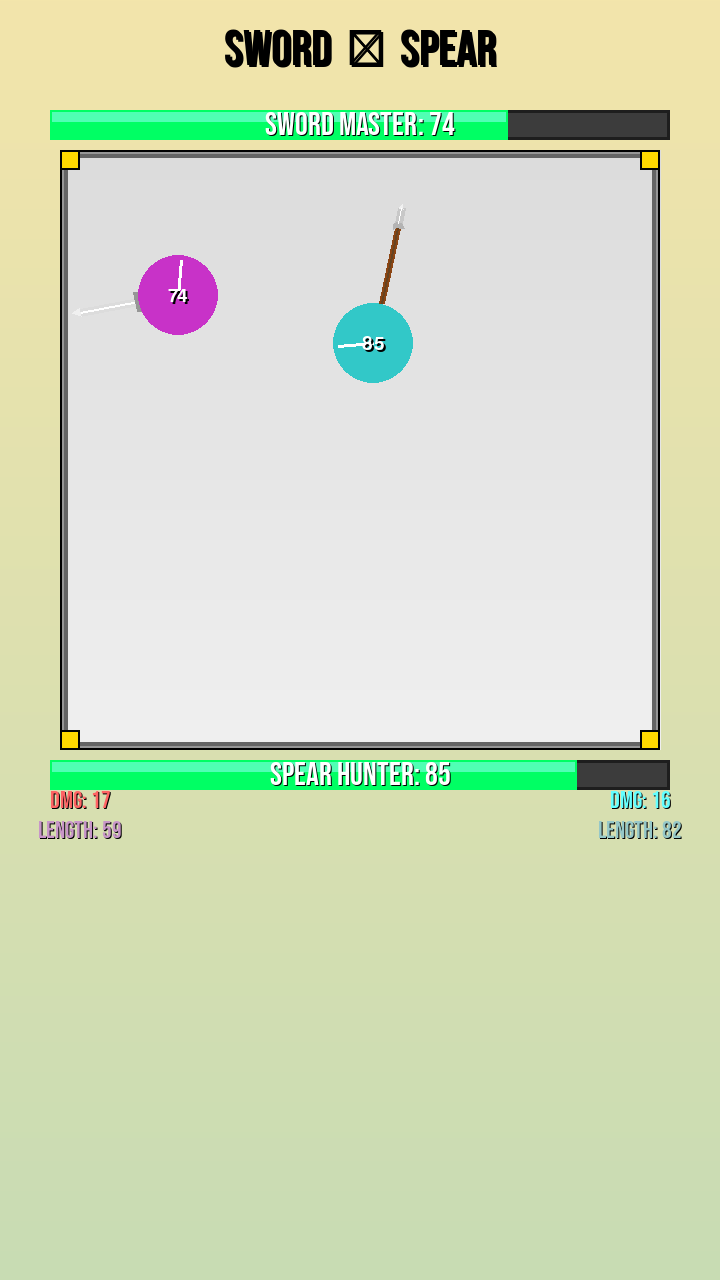 SWORD SPEAR
SWORD MASTER: 74
74
85
SPEAR HUNTER: 85
DMG: 17
DMG: 16
LENGTH: 59
LENGTH: 82